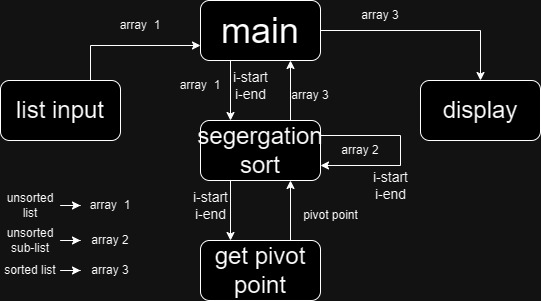 array 1
main
array 3
list input
array 1
i-start
i-end
array 3
display
segergation
sort
array 2
i-start
i-end
i-start
i-end
pivot point
get pivot
point
unsorted
list
array 1
unsorted
sub-list
array 2
sorted list
array 3